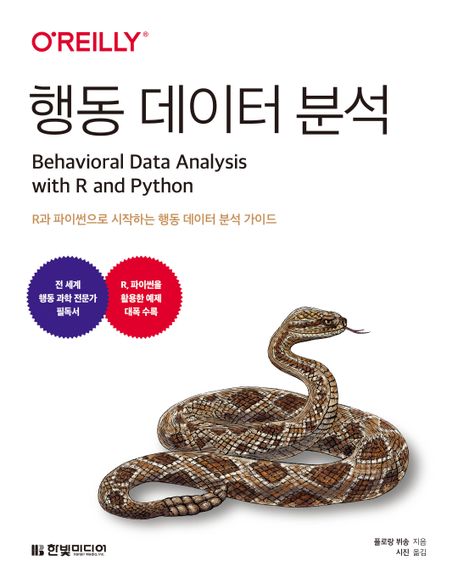 O'REILLY®
행동 데이터 분석
Behavioral Data Analysis
with R and Python
R과 파이썬으로 시작하는 행동 데이터 분석 가이드
전 세계
행동 과학 전문가
필독서
R, 파이썬을
활용한 예제
대폭 수록
플로랑 뷔송 지음
시진 옮김
한빛미디어
Hanbit Media, Inc.